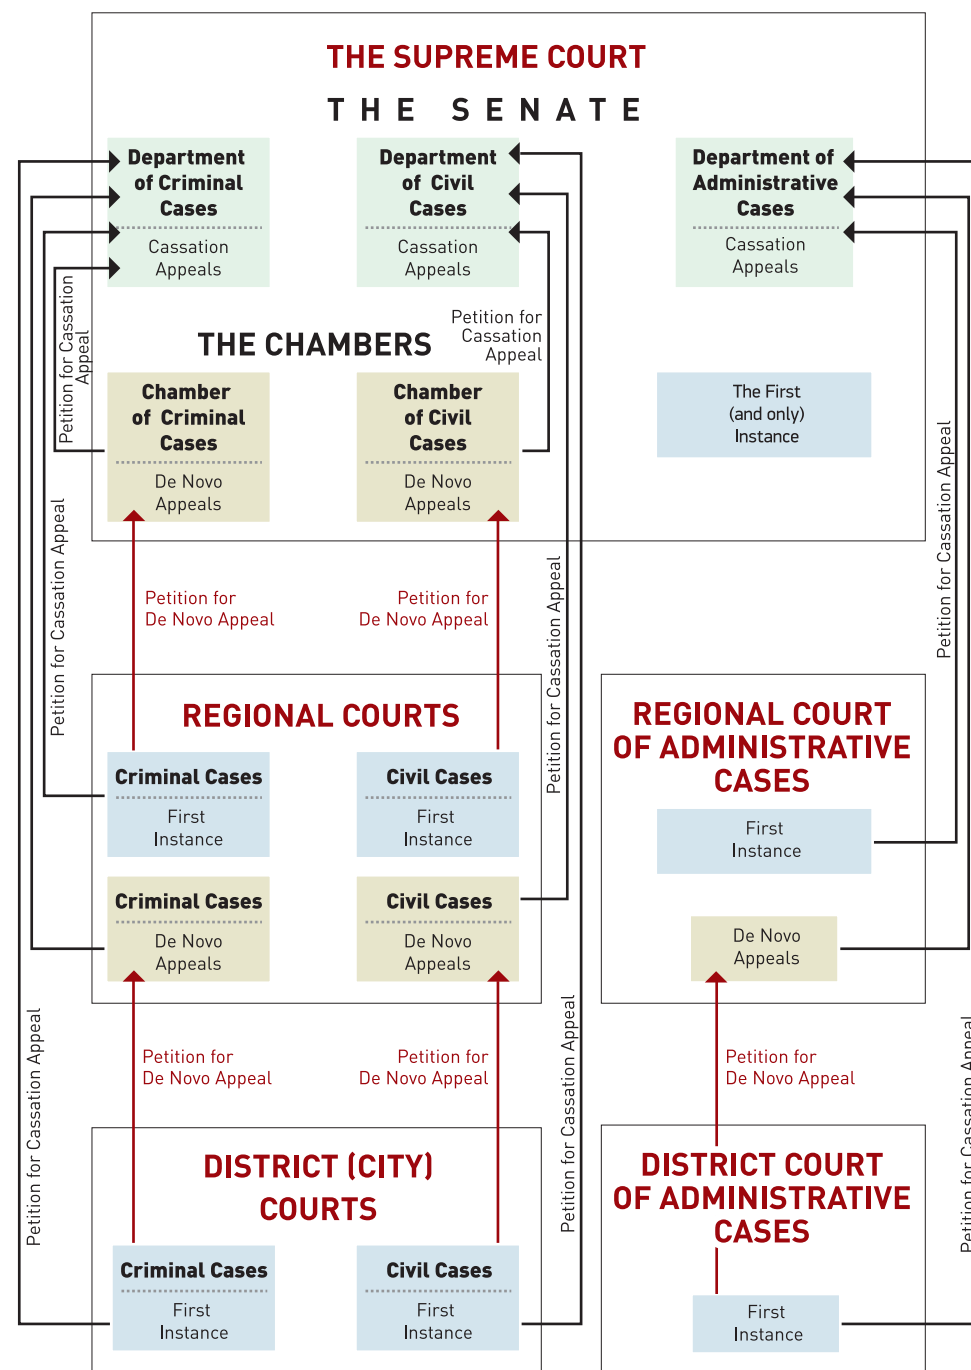 THE SUPREME COURT
THE SENATE
Department
of Criminal
Cases
Cassation
Appeals
Department
of Civil
Cases
Cassation
Appeals
Department of
Administrative
Cases
Cassation
Appeals
Petition for Cassation
Appeal
Petition for
Cassation
Appeal
THE CHAMBERS
Chamber
of Criminal
Cases
De Novo
Appeals
Chamber
of Civil
Cases
De Novo
Appeals
The First
(and only)
Instance
Petition for Cassation Appeal
Petition for
De Novo Appeal
Petition for
De Novo Appeal
Petition for Cassation Appeal
Petition for Cassation Appeal
REGIONAL COURTS
Criminal Cases
First
Instance
Civil Cases
First
Instance
Criminal Cases
De Novo
Appeals
Civil Cases
De Novo
Appeals
REGIONAL COURT
OF ADMINISTRATIVE
CASES
First
Instance
De Novo
Appeals
Petition for Cassation Appeal
Petition for
De Novo Appeal
Petition for
De Novo Appeal
Petition for Cassation Appeal
Petition for
De Novo Appeal
Petition for Cassation Appeal
DISTRICT (CITY)
COURTS
Criminal Cases
First
Instance
Civil Cases
First
Instance
DISTRICT COURT
OF ADMINISTRATIVE
CASES
First
Instance